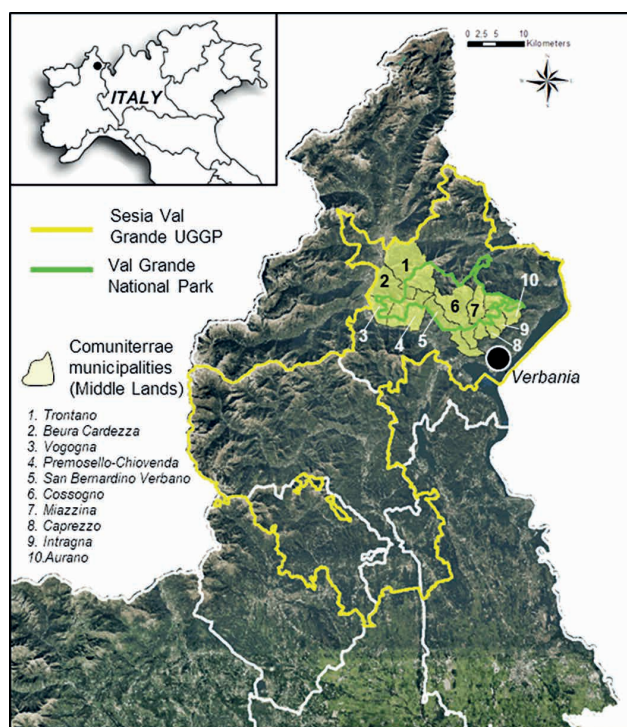 ITALY
0 2.5 5 10
Kilometers
Sesia Val
Grande UGGP
Val Grande
National Park
Comuniterrae
municipalities
(Middle Lands)
1. Trontano
2. Beura Cardezza
3. Vogogna
4. Premosello-Chiovenda
5. San Bernardino Verbano
6. Cossogno
7. Miazzina
8. Caprezzo
9. Intragna
10.Aurano
1
2
3
4
5
6
7
8
9
10
Verbania